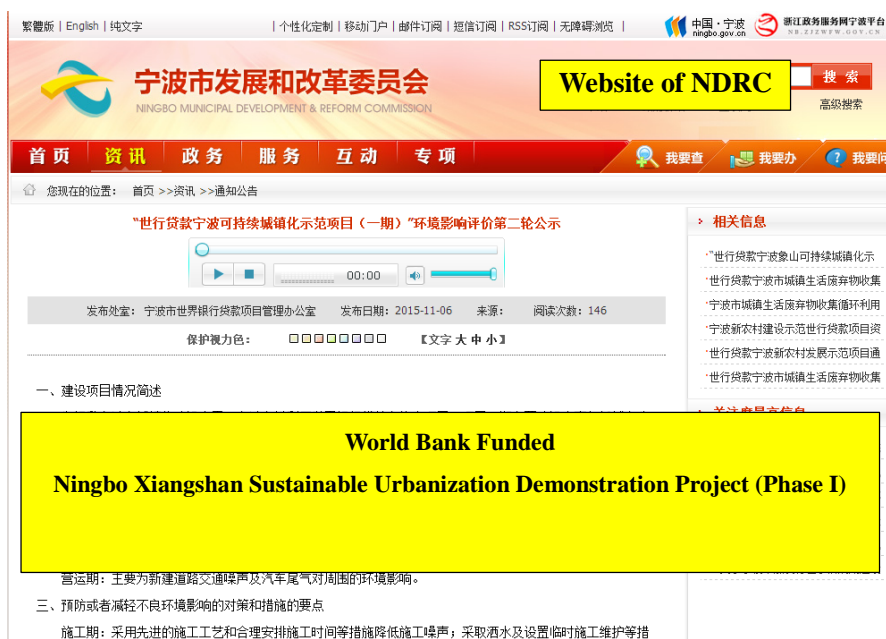 繁體版 | English | 纯文字
| 个性化定制 | 移动门户 | 邮件订阅 | 短信订阅 | RSS订阅 | 无障碍浏览 |
中国·宁波
ningbo.gov.cn
浙江政务服务网宁波平台
NB.ZJZWFW.GOV.CN
宁波市发展和改革委员会
NINGBO MUNICIPAL DEVELOPMENT & REFORM COMMISSION
Website of NDRC
搜 索
高级搜索
首页 资讯 政务 服务 互动 专项
我要查 我要办 我要问
您现在的位置： 首页 >>资讯 >>通知公告
“世行贷款宁波可持续城镇化示范项目（一期）”环境影响评价第二轮公示
00:00
发布处室： 宁波市世界银行贷款项目管理办公室 发布日期：2015-11-06 来源： 阅读次数：146
保护视力色： 【文字 大 中 小】
一、建设项目情况简述
World Bank Funded
Ningbo Xiangshan Sustainable Urbanization Demonstration Project (Phase I)
营运期：主要为新建道路交通噪声及汽车尾气对周围的环境影响。
三、预防或者减轻不良环境影响的对策和措施的要点
施工期：采用先进的施工工艺和合理安排施工时间等措施降低施工噪声；采取洒水及设置临时施工维护等措
相关信息
·“世行贷款宁波象山可持续城镇化示
·世行贷款宁波市城镇生活废弃物收集
·宁波市城镇生活废弃物收集循环利用
·宁波新农村建设示范世行贷款项目资
·世行贷款宁波新农村发展示范项目通
·世行贷款宁波市城镇生活废弃物收集